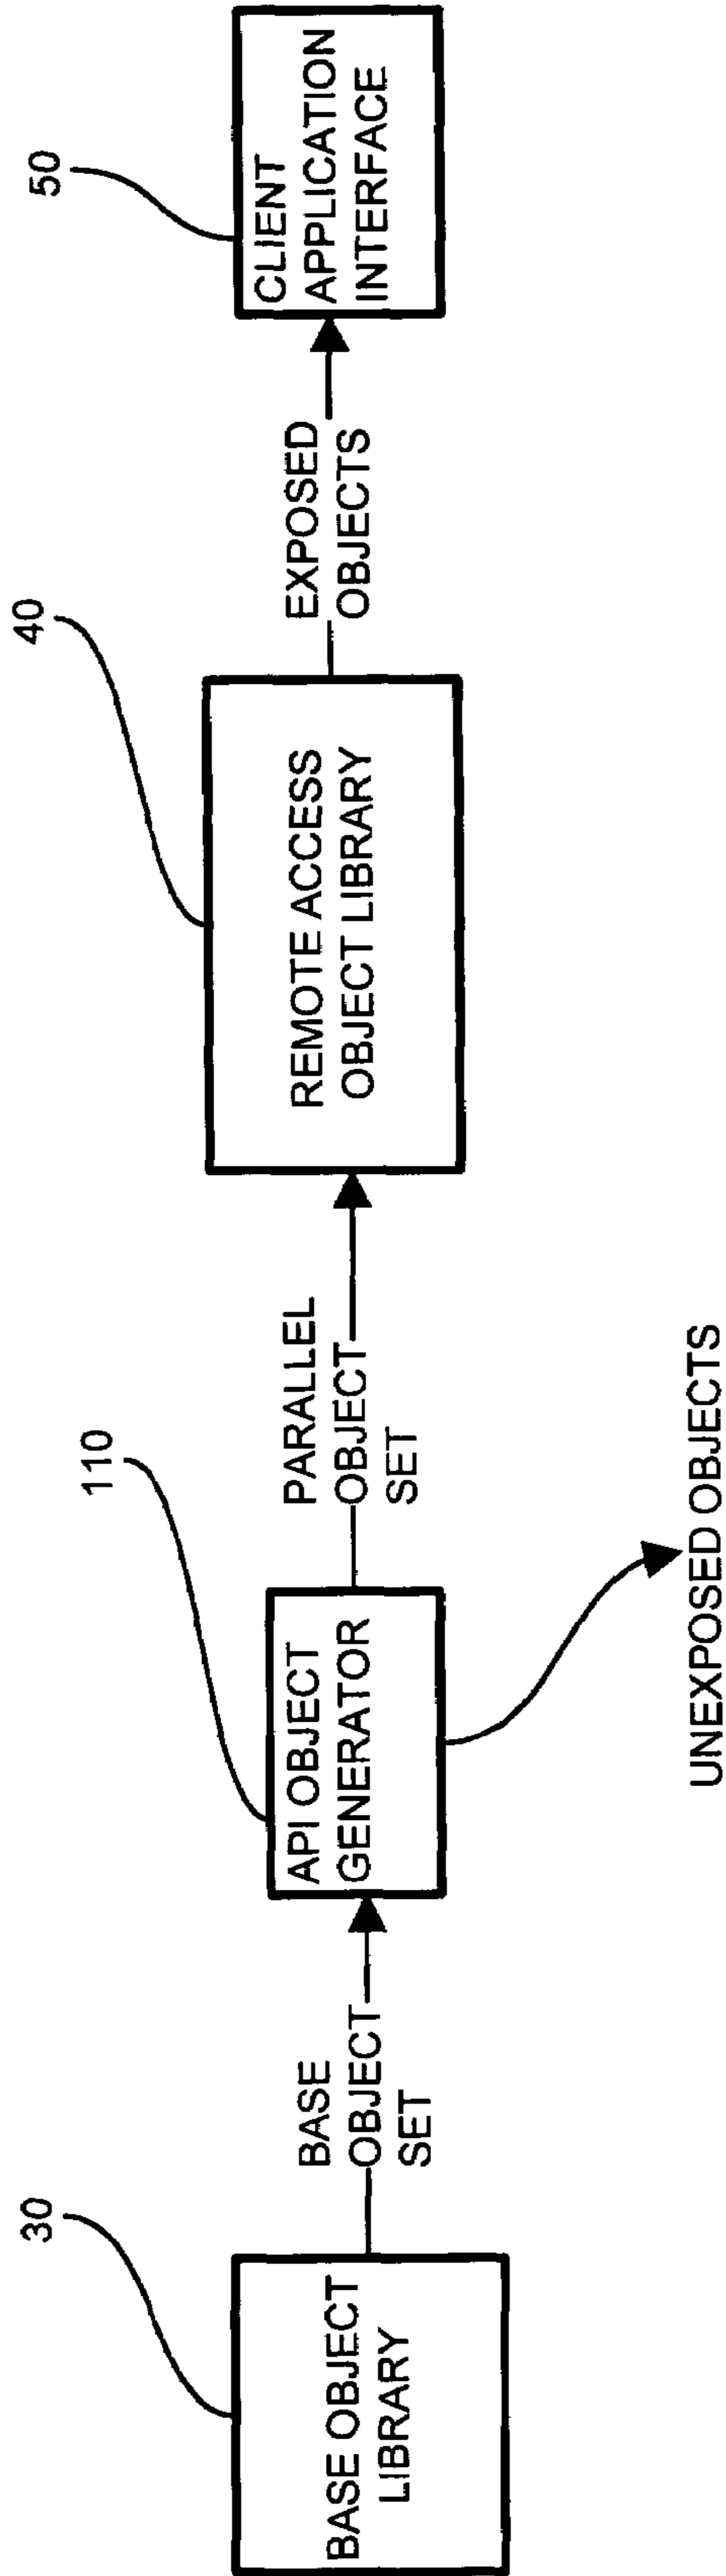 30
BASE OBJECT
LIBRARY
BASE
OBJECT
SET
110
API OBJECT
GENERATOR
UNEXPOSED OBJECTS
PARALLEL
OBJECT
SET
40
REMOTE ACCESS
OBJECT LIBRARY
EXPOSED
OBJECTS
50
CLIENT
APPLICATION
INTERFACE